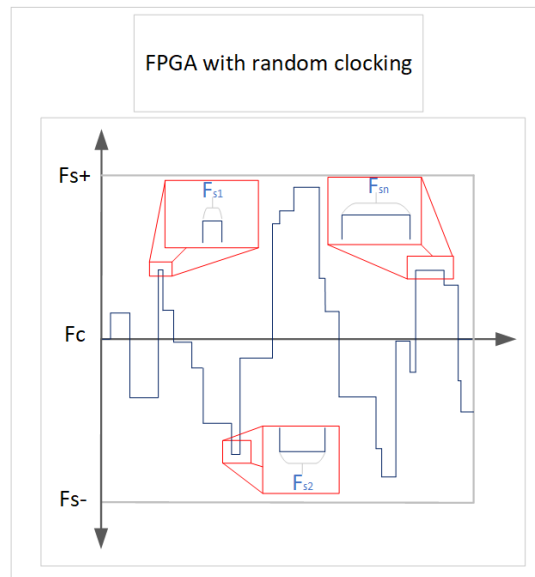 FPGA with random clocking
Fs+
Fs1
Fsn
Fc
Fs2
Fs-